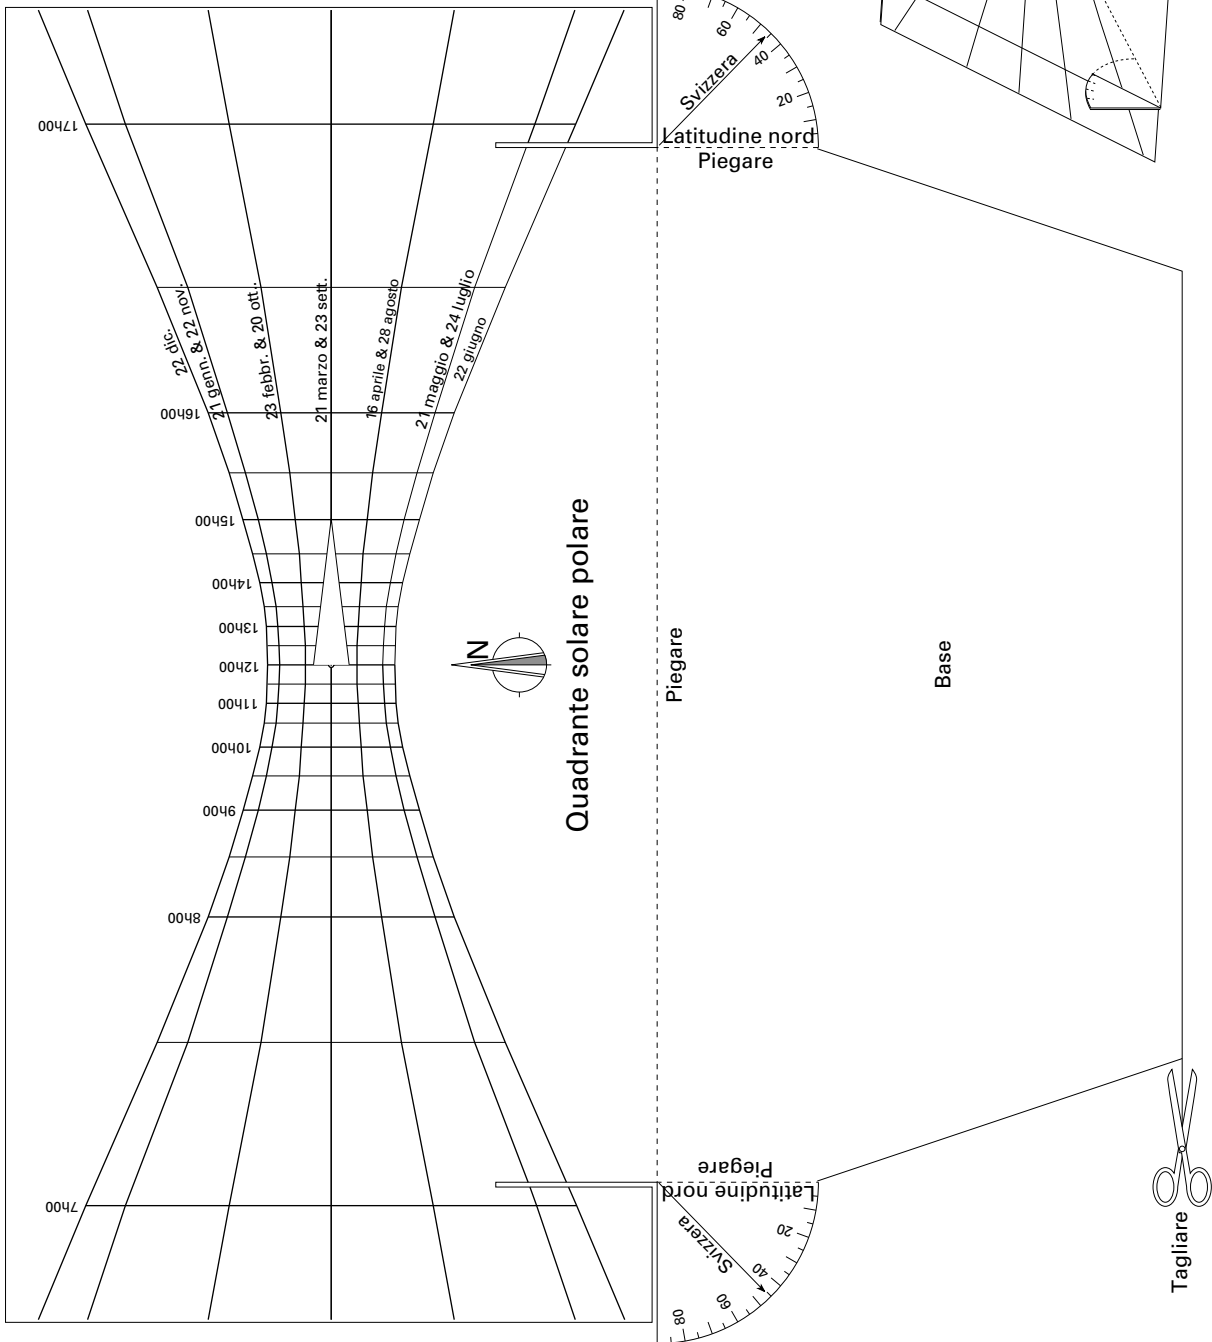 80
60
40
20
Svizzera
Latitudine nord
Piegare
17h00
16h00
15h00
14h00
13h00
12h00
11h00
10h00
9h00
8h00
7h00
22 dic.
21 genn. & 22 nov.
23 febbr. & 20 ott..
21 marzo & 23 sett.
16 aprile & 28 agosto
21 maggio & 24 luglio
22 giugno
N
Quadrante solare polare
Piegare
Base
Piegare
Latitudine nord
Svizzera
20
40
60
80
Tagliare